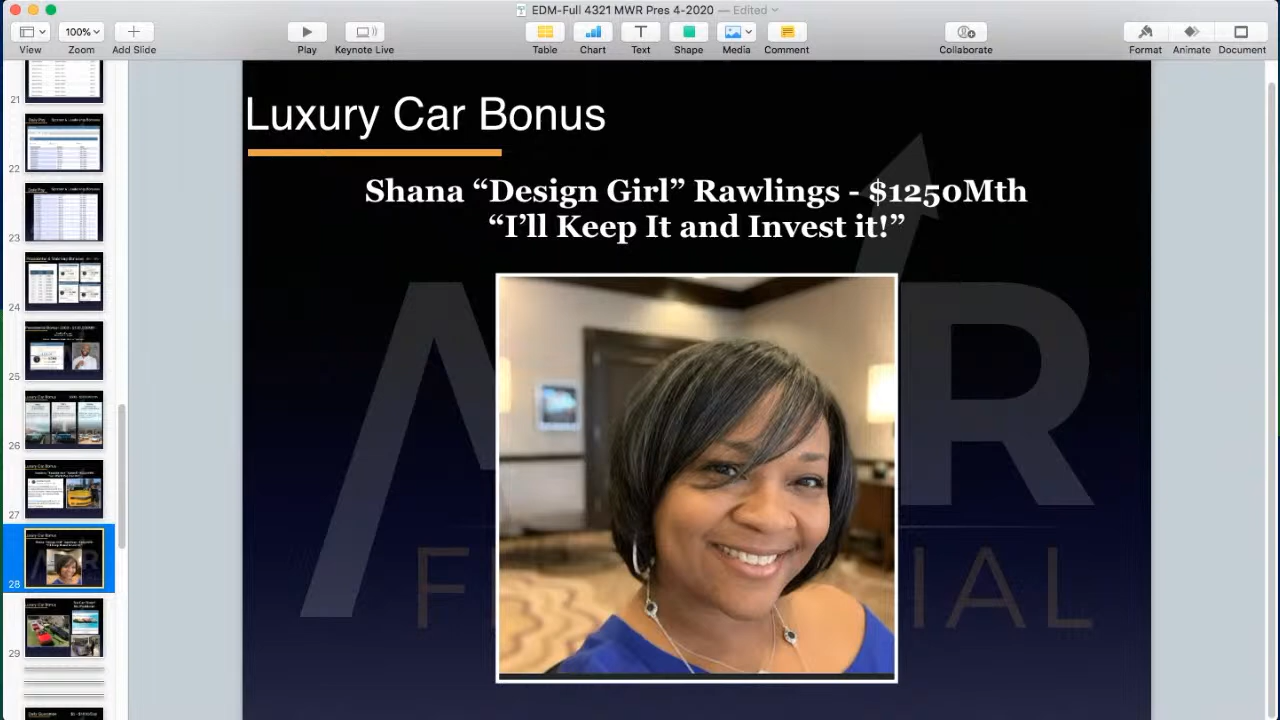 EDM-Full 4321 MWR Pres 4-2020 — Edited
100%
View
Zoom
Add Slide
Play
Keynote Live
Table
Chart
Text
Shape
Media
Comment
Collaborate
Format
Animate
Document
21
22
23
24
25
26
27
28
29
Luxury Car Bonus
Shana “Design Girl” Rawlings - $1250Mth
“I’ll Keep It and Invest it!”